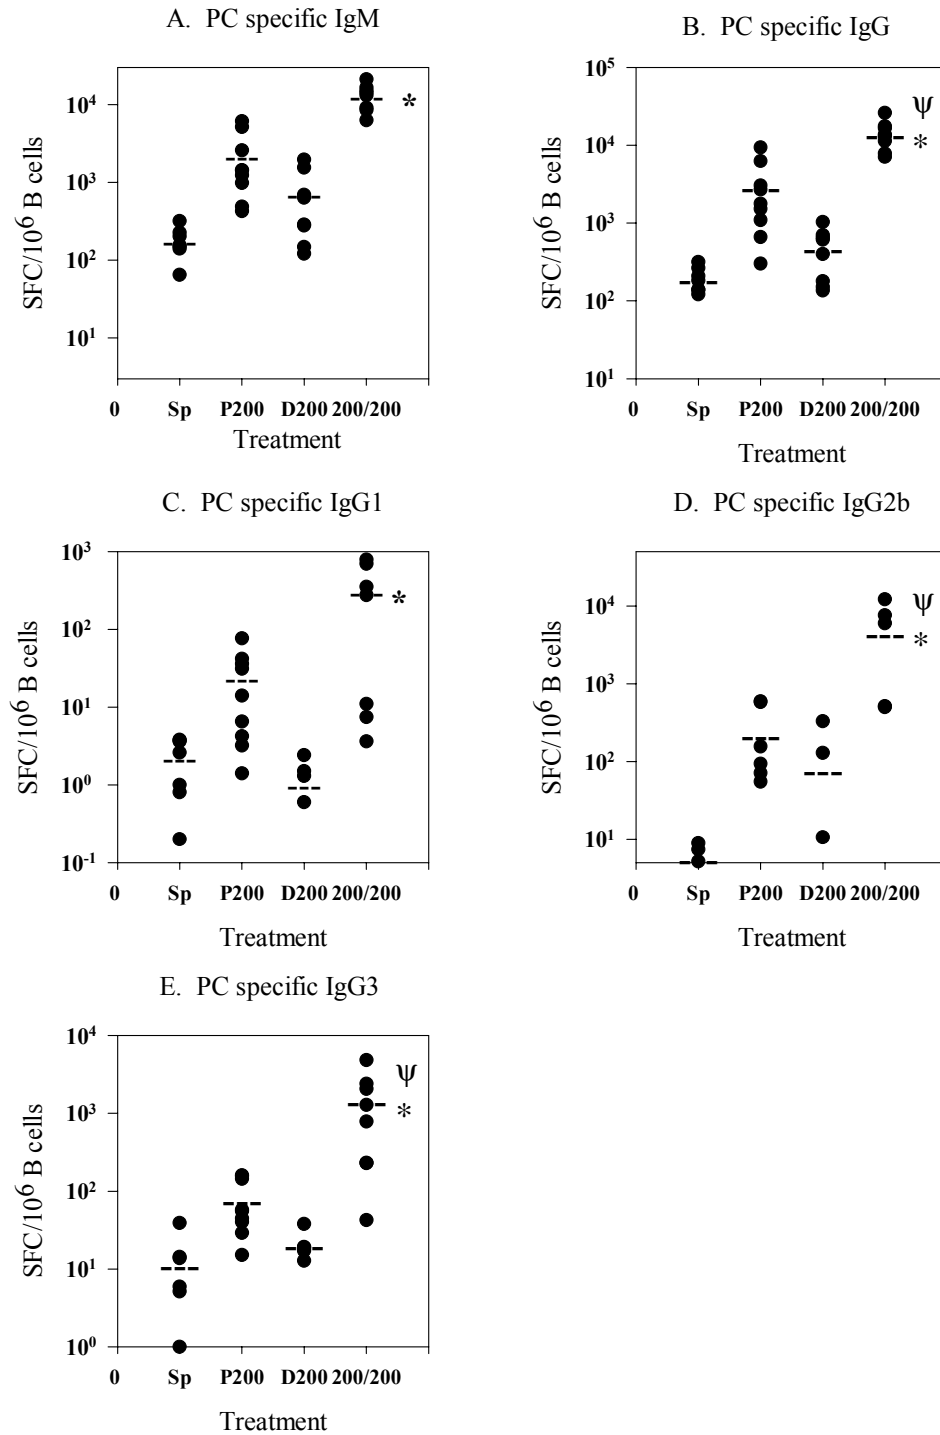 A. PC specific IgM
SFC/10⁶ B cells
10⁴
10³
10²
10¹
*
0 Sp P200 D200 200/200
Treatment
B. PC specific IgG
SFC/10⁶ B cells
10⁵
10⁴
10³
10²
10¹
ψ
*
0 Sp P200 D200 200/200
Treatment
C. PC specific IgG1
SFC/10⁶ B cells
10³
10²
10¹
10⁰
10⁻¹
*
0 Sp P200 D200 200/200
Treatment
D. PC specific IgG2b
SFC/10⁶ B cells
10⁴
10³
10²
10¹
ψ
*
0 Sp P200 D200 200/200
Treatment
E. PC specific IgG3
SFC/10⁶ B cells
10⁴
10³
10²
10¹
10⁰
ψ
*
0 Sp P200 D200 200/200
Treatment